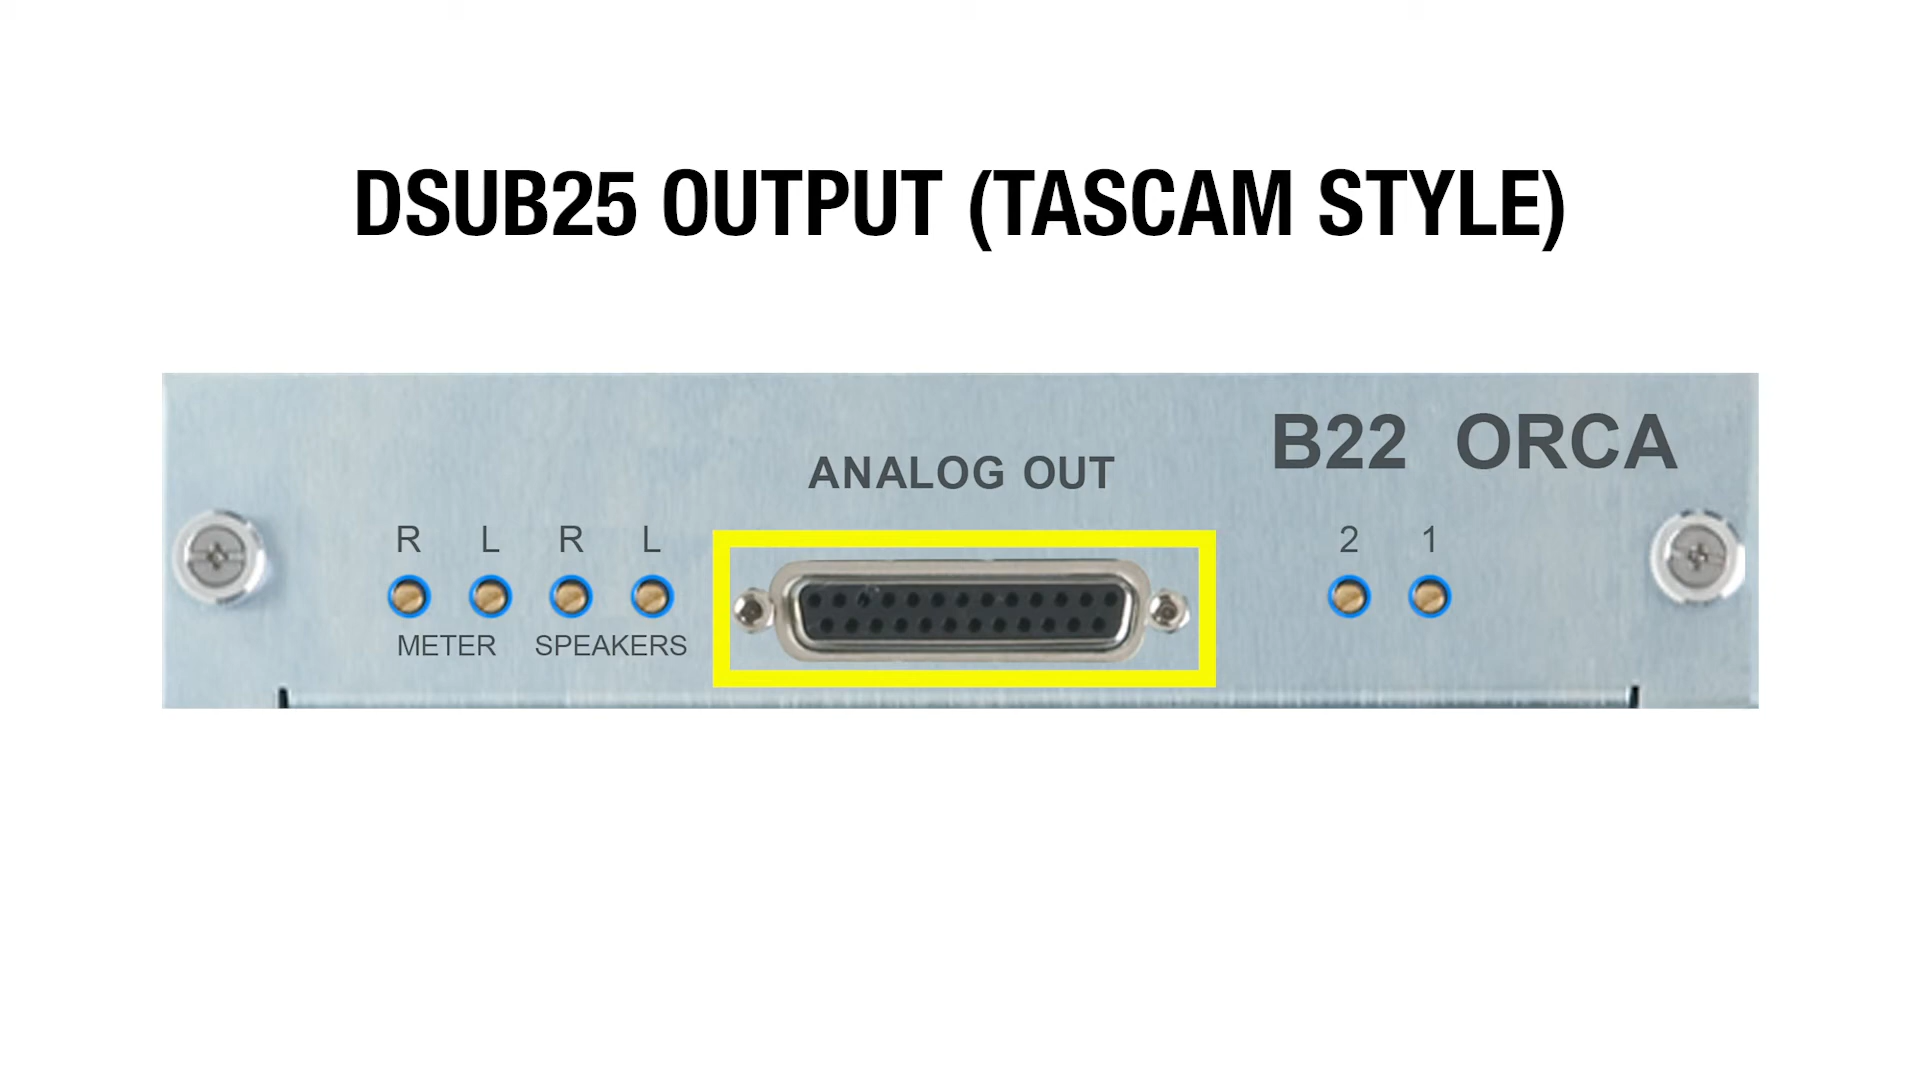 DSUB25 OUTPUT (TASCAM STYLE)
B22 ORCA
ANALOG OUT
R L R L
2 1
METER SPEAKERS